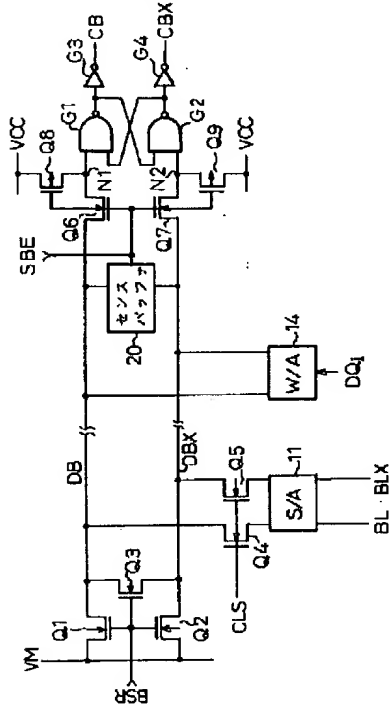 VM
Q1
Q3
Q2
BSR
DB
DBX
CLS
Q4
Q5
S/A
11
BL・BLX
W/A
14
DQi
センス
バッファ
20
SBE
Q6
Q7
VCC
Q8
N1
N2
Q9
VCC
G1
G2
G3
G4
CB
CBX